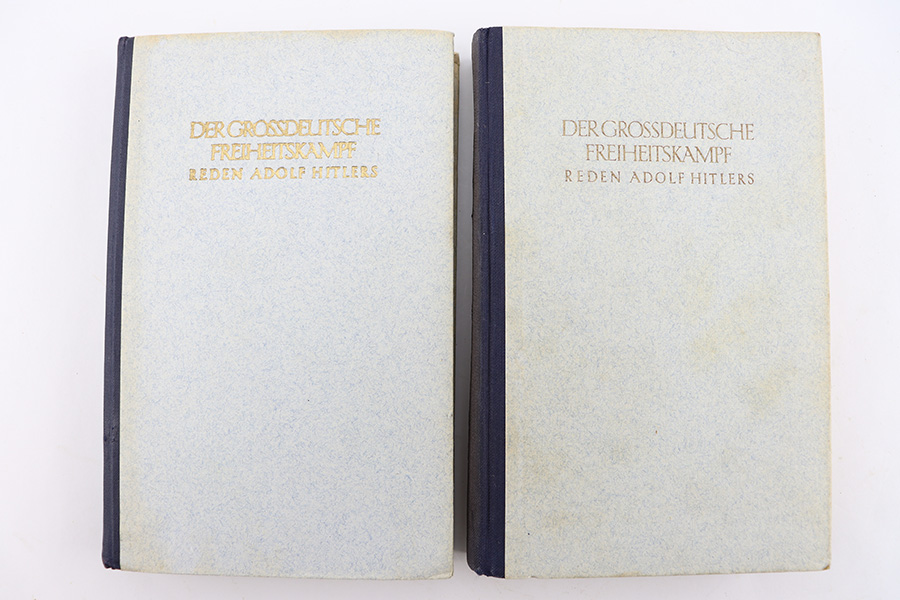 DER GROSSDEUTSCHE
FREIHEITSKAMPF
REDEN ADOLF HITLERS
DER GROSSDEUTSCHE
FREIHEITSKAMPF
REDEN ADOLF HITLERS